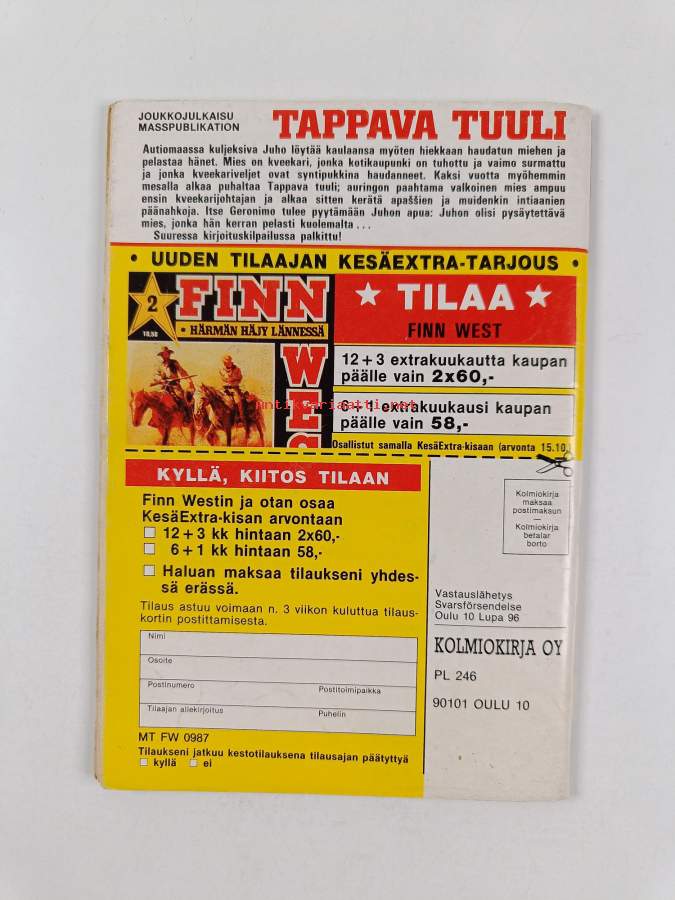 JOUKKOJULKAISU
MASSPUBLIKATION
TAPPAVA TUULI
Autiomaassa kuljeksiva Juho löytää kaulaansa myöten hiekkaan haudatun miehen ja
pelastaa hänet. Mies on kveekari, jonka kotikaupunki on tuhottu ja vaimo surmattu
ja jonka kveekariveljet ovat syntipukkina haudanneet. Kaksi vuotta myöhemmin
mesalla alkaa puhaltaa Tappava tuuli; auringon paahtama valkoinen mies ampuu
ensin kveekarijohtajan ja alkaa sitten kerätä apaššien ja muidenkin intiaanien
päänahkoja. Itse Geronimo tulee pyytämään Juhon apua: Juhon olisi pysäytettävä
mies, jonka hän kerran pelasti kuolemalta ...
Suuressa kirjoituskilpailussa palkittu!
• UUDEN TILAAJAN KESÄEXTRA-TARJOUS •
2
10,50
FINN
• HÄRMÄN HÄJY LÄNNESSÄ
WES
★ TILAA ★
FINN WEST
12+3 extrakuukautta kaupan
päälle vain 2x60,-
6+1 extrakuukausi kaupan
päälle vain 58,-
Antikvariaatti.net
Osallistut samalla KesäExtra-kisaan (arvonta 15.10.)
KYLLÄ, KIITOS TILAAN
Finn Westin ja otan osaa
KesäExtra-kisan arvontaan
12+3 kk hintaan 2x60,-
6+1 kk hintaan 58,-
Haluan maksaa tilaukseni yhdes-
sä erässä.
Tilaus astuu voimaan n. 3 viikon kuluttua tilaus-
kortin postittamisesta.
Nimi
Osoite
Postinumero
Postitoimipaikka
Tilaajan allekirjoitus
Puhelin
MT FW 0987
Tilaukseni jatkuu kestotilauksena tilausajan päätyttyä
kyllä ei
Kolmiokirja
maksaa
postimaksun
—
Kolmiokirja
betalar
borto
Vastauslähetys
Svarsförsendelse
Oulu 10 Lupa 96
KOLMIOKIRJA OY
PL 246
90101 OULU 10